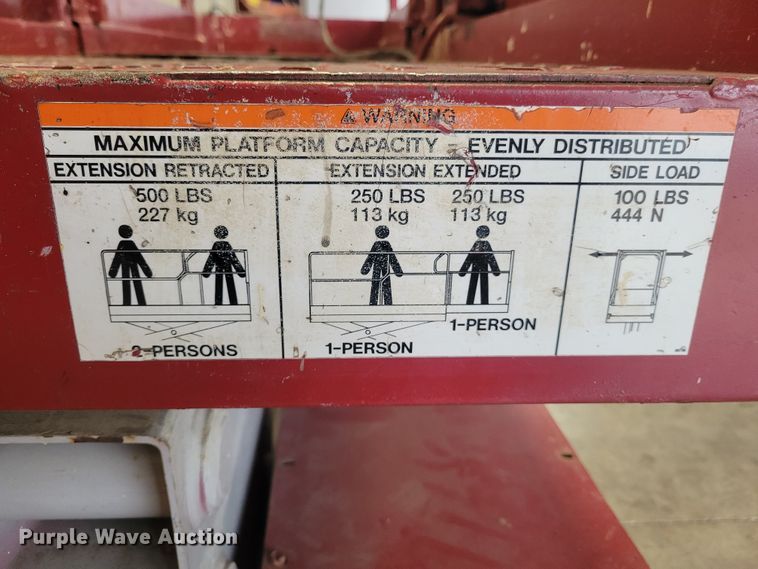 ⚠ WARNING
MAXIMUM PLATFORM CAPACITY - EVENLY DISTRIBUTED
EXTENSION RETRACTED
500 LBS
227 kg
2-PERSONS
EXTENSION EXTENDED
250 LBS 250 LBS
113 kg 113 kg
1-PERSON
1-PERSON
SIDE LOAD
100 LBS
444 N
Purple Wave Auction